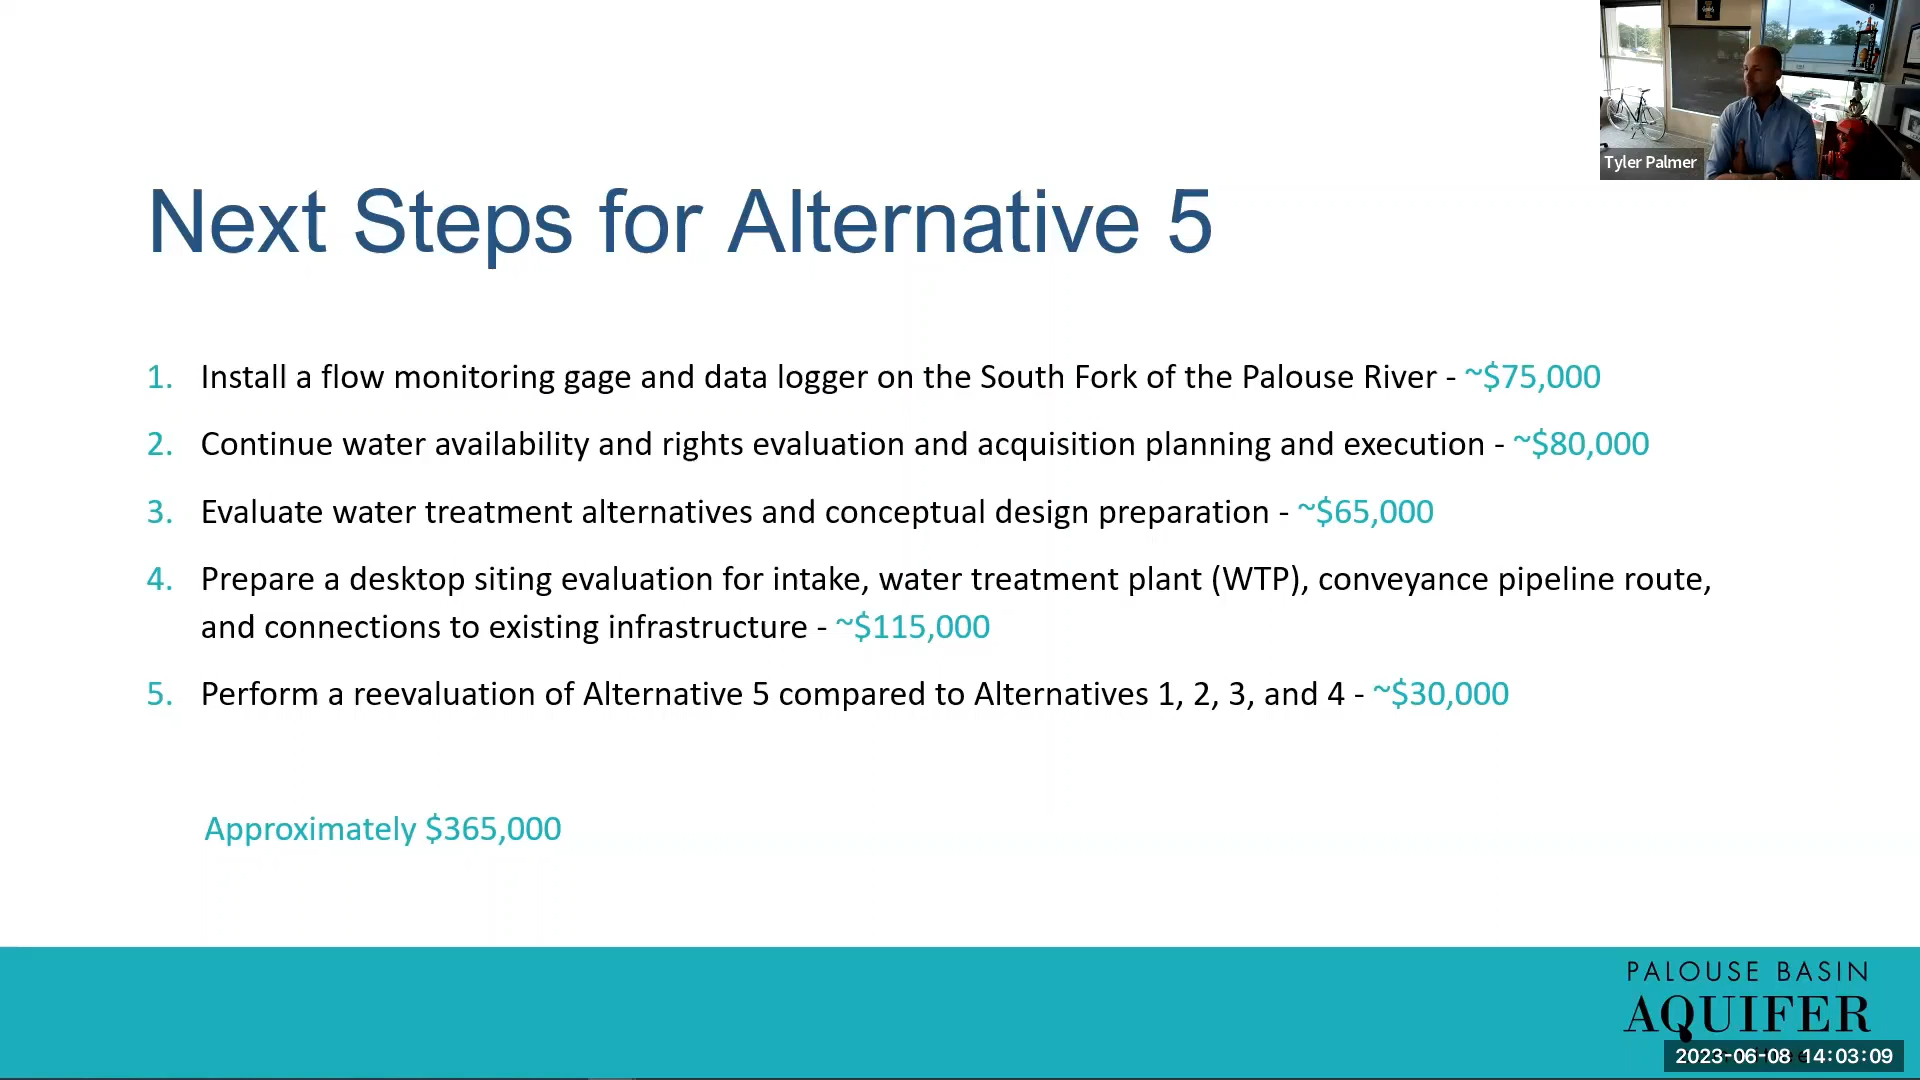 Tyler Palmer
Next Steps for Alternative 5
1. Install a flow monitoring gage and data logger on the South Fork of the Palouse River - ~$75,000
2. Continue water availability and rights evaluation and acquisition planning and execution - ~$80,000
3. Evaluate water treatment alternatives and conceptual design preparation - ~$65,000
4. Prepare a desktop siting evaluation for intake, water treatment plant (WTP), conveyance pipeline route,
and connections to existing infrastructure - ~$115,000
5. Perform a reevaluation of Alternative 5 compared to Alternatives 1, 2, 3, and 4 - ~$30,000
Approximately $365,000
PALOUSE BASIN
AQUIFER
2023-06-08 14:03:09